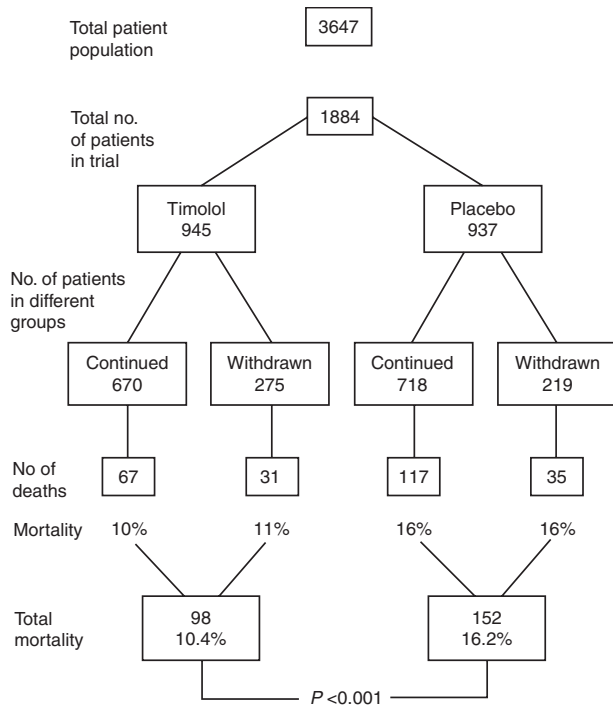 Total patient
population
3647
Total no.
of patients
in trial
1884
Timolol
945
Placebo
937
No. of patients
in different
groups
Continued
670
Withdrawn
275
Continued
718
Withdrawn
219
No of
deaths
67
31
117
35
Mortality
10%
11%
16%
16%
Total
mortality
98
10.4%
152
16.2%
P <0.001